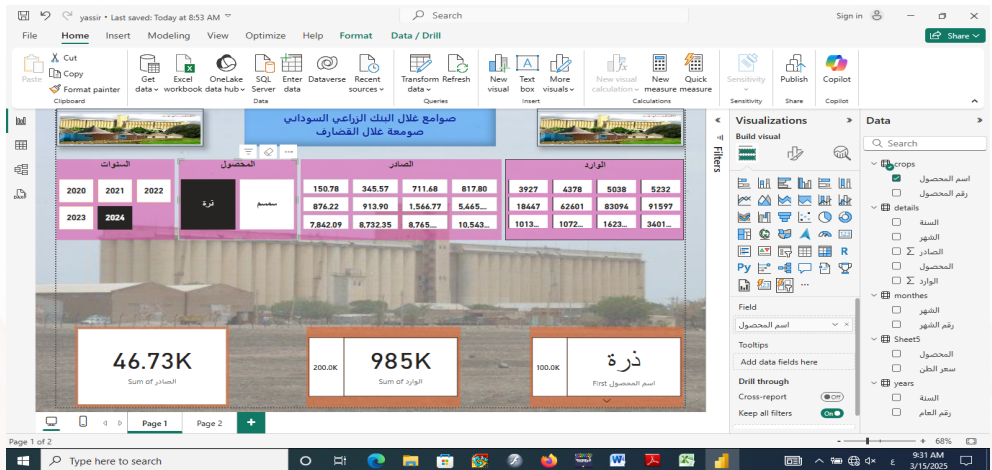 yassir • Last saved: Today at 8:53 AM
Search
Sign in
File Home Insert Modeling View Optimize Help Format Data / Drill
Share
Paste
Cut
Copy
Format painter
Clipboard
Get data
Excel workbook
OneLake data hub
SQL Server
Enter data
Dataverse
Recent sources
Data
Transform data
Refresh
Queries
New visual
Text box
More visuals
Insert
New visual calculation
New measure
Quick measure
Calculations
Sensitivity
Sensitivity
Publish
Share
Copilot
Copilot
صوامع غلال البنك الزراعي السوداني
صومعة غلال القضارف
السنوات
2020 2021 2022
2023 2024
المحصول
ذرة
سمسم
الصادر
150.78 345.57 711.68 817.80
876.22 913.90 1,566.77 5,465...
7,842.09 8,732.35 8,765... 10,543...
الوارد
3927 4378 5038 5232
18447 62601 83094 91597
1013... 1072... 1623... 3401...
46.73K
Sum of الصادر
200.0K
985K
Sum of الوارد
100.0K
ذرة
First اسم المحصول
Filters
Visualizations
Build visual
Field
اسم المحصول
Tooltips
Add data fields here
Drill through
Cross-report
Off
Keep all filters
On
Data
Search
crops
اسم المحصول
رقم المحصول
details
السنة
الشهر
الصادر
المحصول
الوارد
monthes
الشهر
رقم الشهر
Sheet5
المحصول
سعر الطن
years
السنة
رقم العام
Page 1
Page 2
Page 1 of 2
68%
Type here to search
ع
9:31 AM
3/15/2025